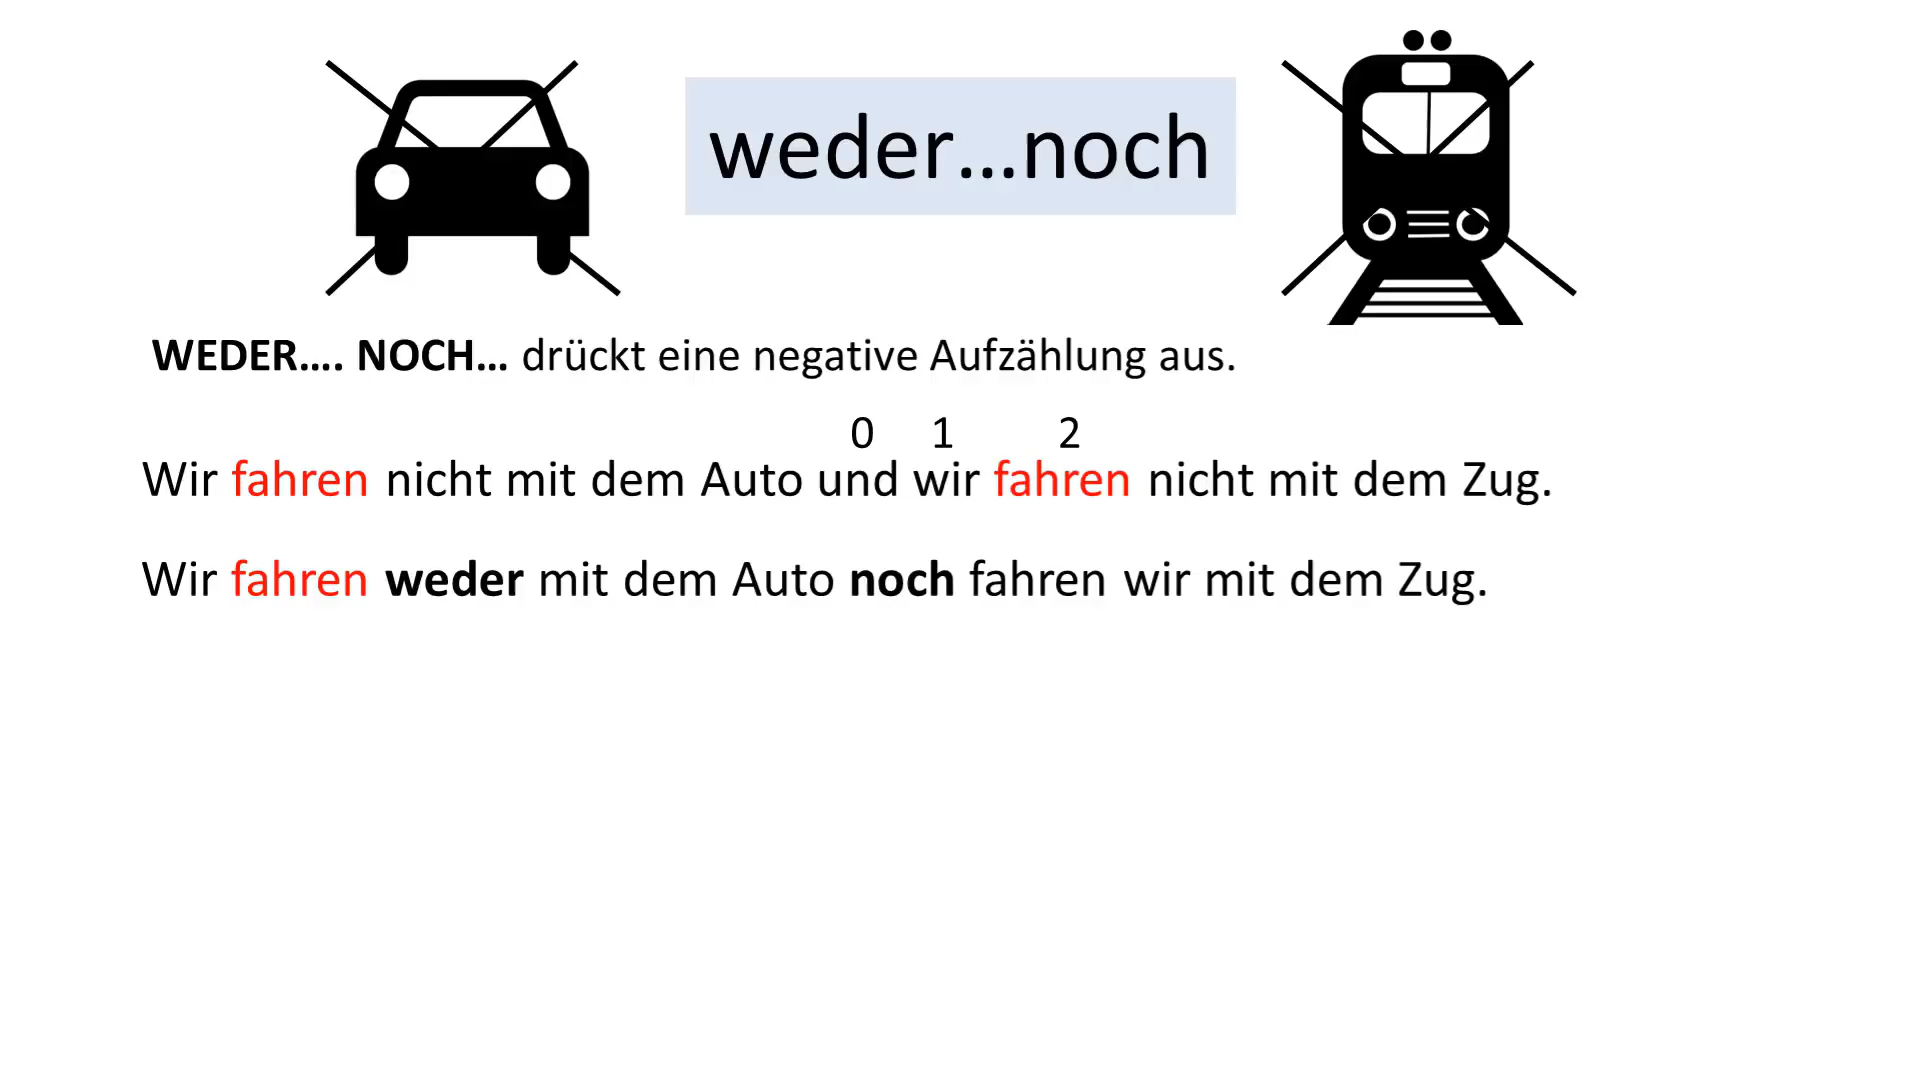 weder...noch
WEDER.... NOCH... drückt eine negative Aufzählung aus.
0 1 2
Wir fahren nicht mit dem Auto und wir fahren nicht mit dem Zug.
Wir fahren weder mit dem Auto noch fahren wir mit dem Zug.